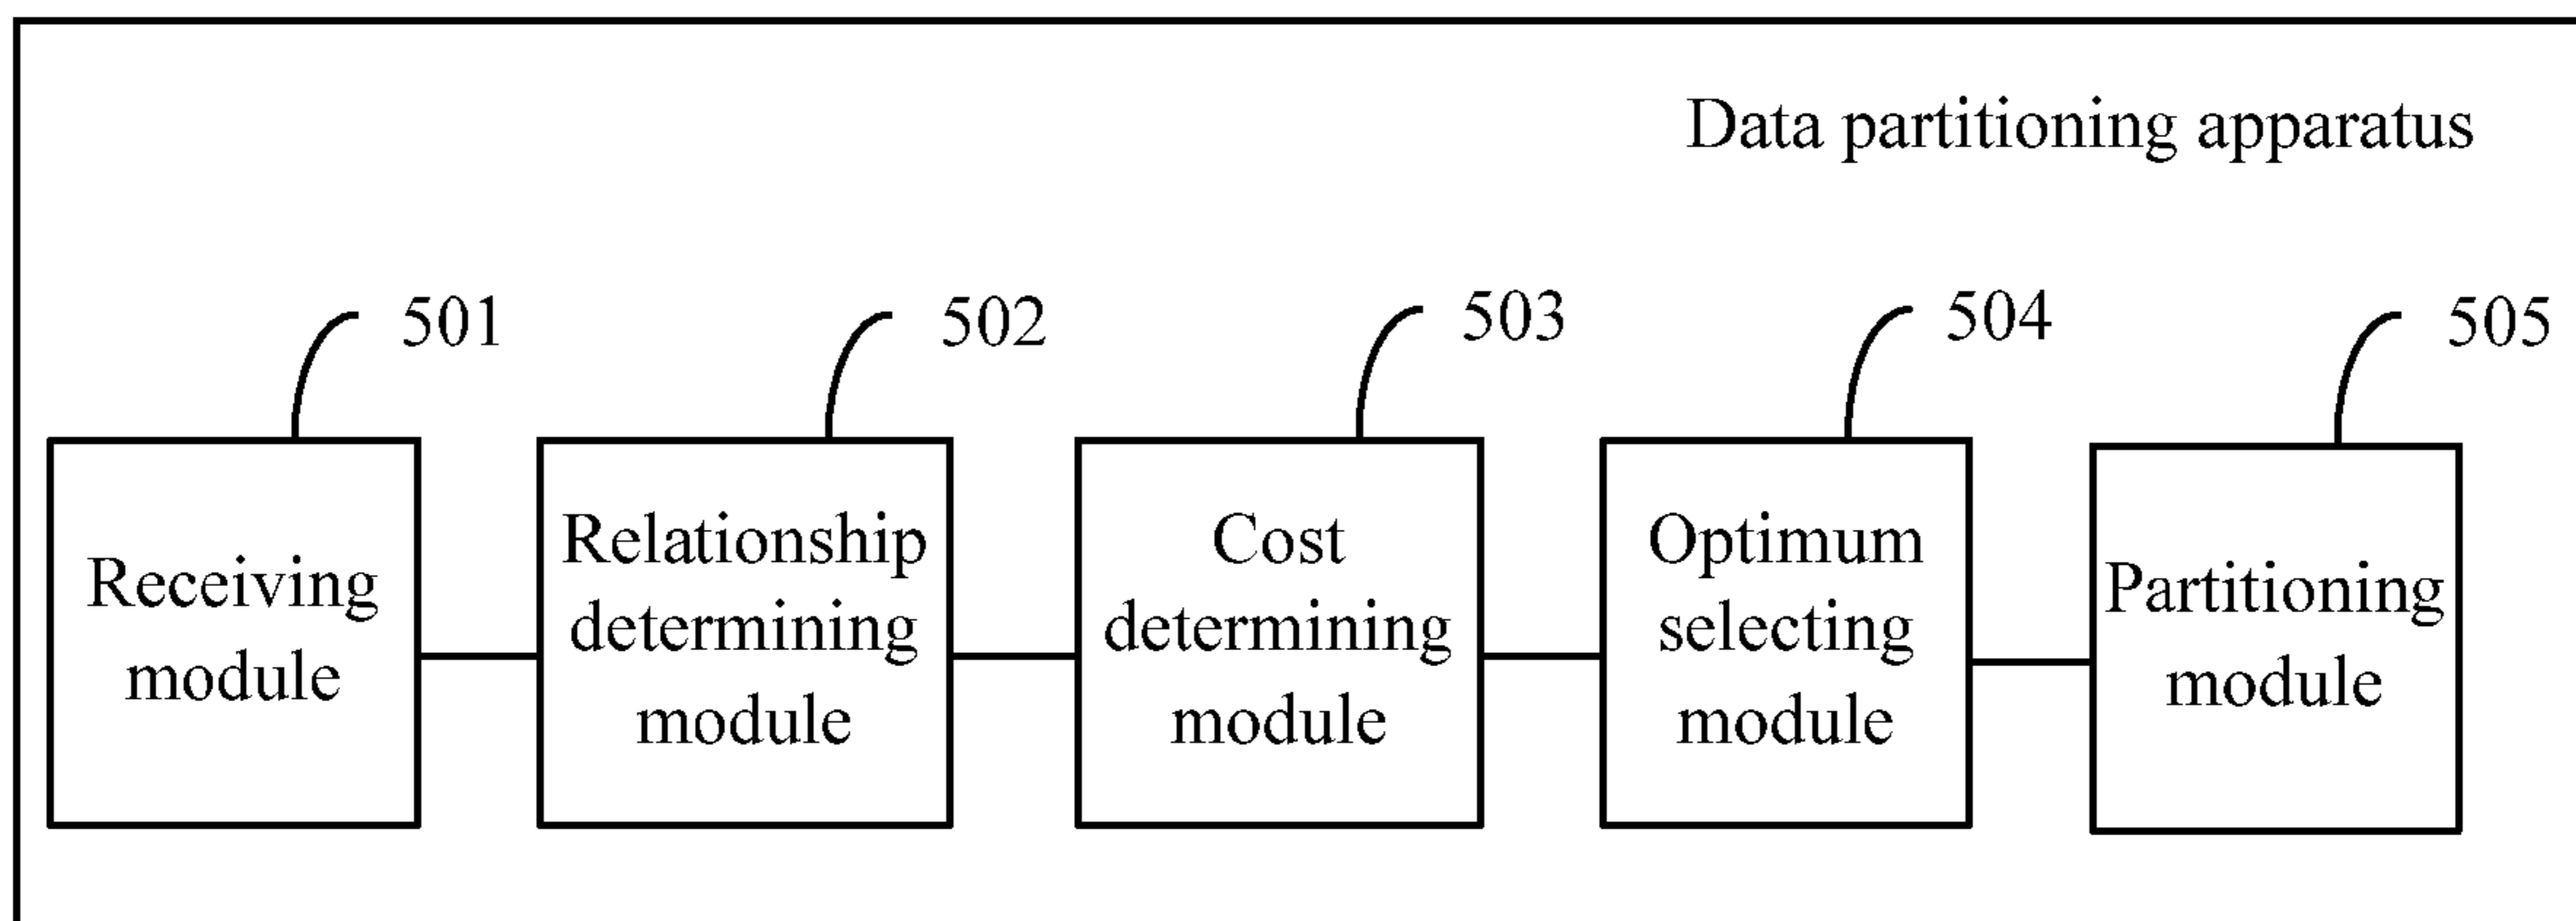 Data partitioning apparatus
501
502
503
504
505
Receiving
module
Relationship
determining
module
Cost
determining
module
Optimum
selecting
module
Partitioning
module